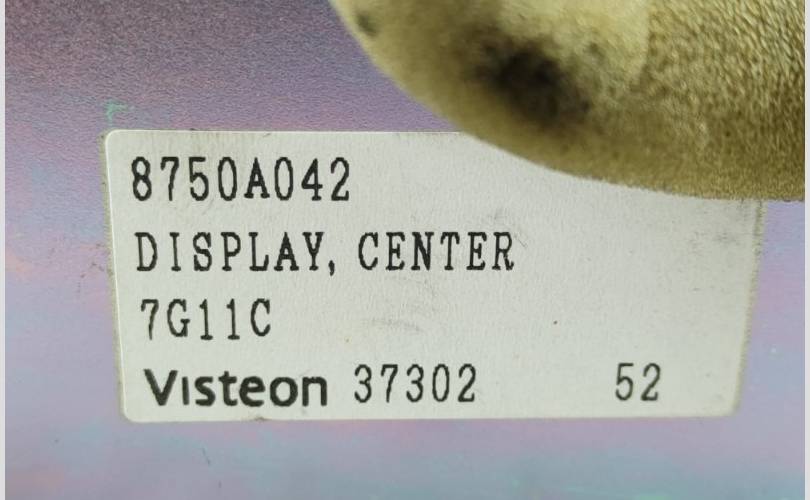 8750A042
DISPLAY, CENTER
7G11C
Visteon 37302 52